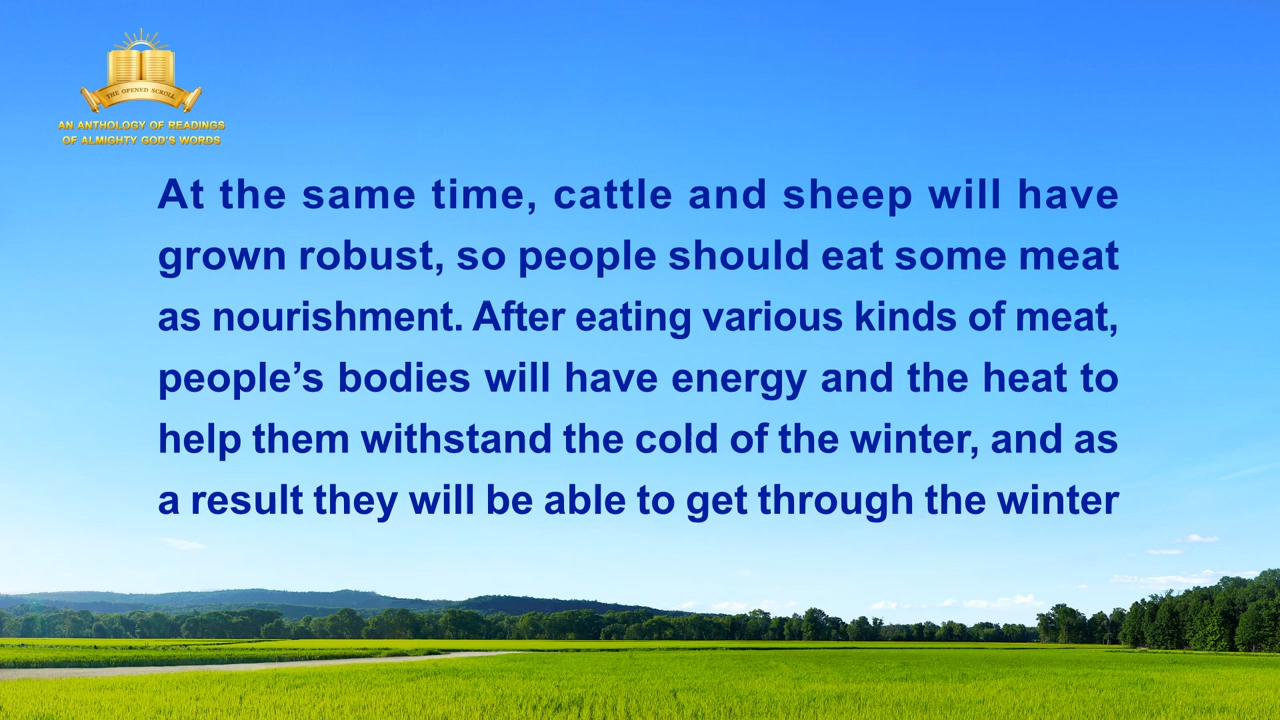 THE OPENED SCROLL
AN ANTHOLOGY OF READINGS
OF ALMIGHTY GOD'S WORDS
At the same time, cattle and sheep will have
grown robust, so people should eat some meat
as nourishment. After eating various kinds of meat,
people’s bodies will have energy and the heat to
help them withstand the cold of the winter, and as
a result they will be able to get through the winter